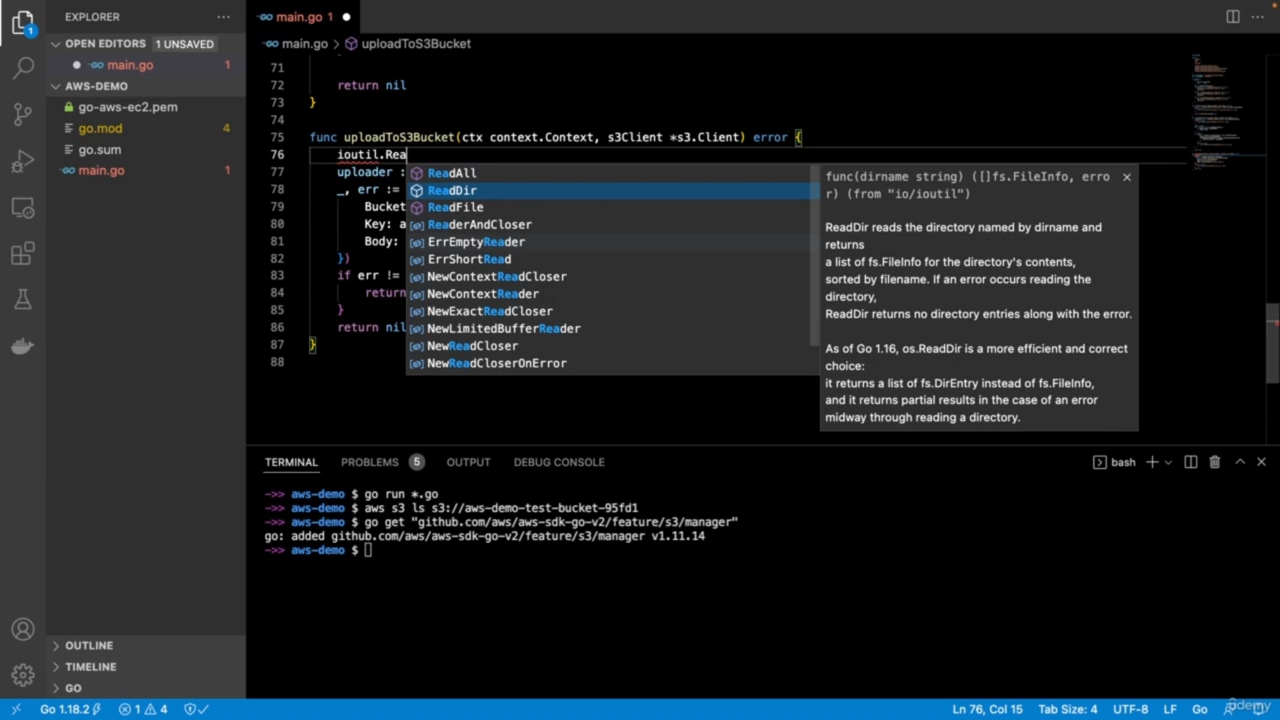 EXPLORER
OPEN EDITORS 1 UNSAVED
main.go 1
AWS-DEMO
go-aws-ec2.pem
go.mod 4
go.sum
main.go 1
OUTLINE
TIMELINE
GO
1
main.go 1
main.go > uploadToS3Bucket
71
72 return nil
73 }
74
75 func uploadToS3Bucket(ctx context.Context, s3Client *s3.Client) error {
76 ioutil.Rea
77 uploader :
78 _, err :=
79 Bucket
80 Key: a
81 Body:
82 })
83 if err !=
84 return
85 }
86 return nil
87 }
88
ReadAll
ReadDir
ReadFile
ReaderAndCloser
ErrEmptyReader
ErrShortRead
NewContextReadCloser
NewContextReader
NewExactReadCloser
NewLimitedBufferReader
NewReadCloser
NewReadCloserOnError
func(dirname string) ([]fs.FileInfo, erro
r) (from "io/ioutil")
ReadDir reads the directory named by dirname and
returns
a list of fs.FileInfo for the directory's contents,
sorted by filename. If an error occurs reading the
directory,
ReadDir returns no directory entries along with the error.
As of Go 1.16, os.ReadDir is a more efficient and correct
choice:
it returns a list of fs.DirEntry instead of fs.FileInfo,
and it returns partial results in the case of an error
midway through reading a directory.
TERMINAL PROBLEMS 5 OUTPUT DEBUG CONSOLE bash
->> aws-demo $ go run *.go
->> aws-demo $ aws s3 ls s3://aws-demo-test-bucket-95fd1
->> aws-demo $ go get "github.com/aws/aws-sdk-go-v2/feature/s3/manager"
go: added github.com/aws/aws-sdk-go-v2/feature/s3/manager v1.11.14
->> aws-demo $
Go 1.18.2 1 4 Ln 76, Col 15 Tab Size: 4 UTF-8 LF Go
udemy